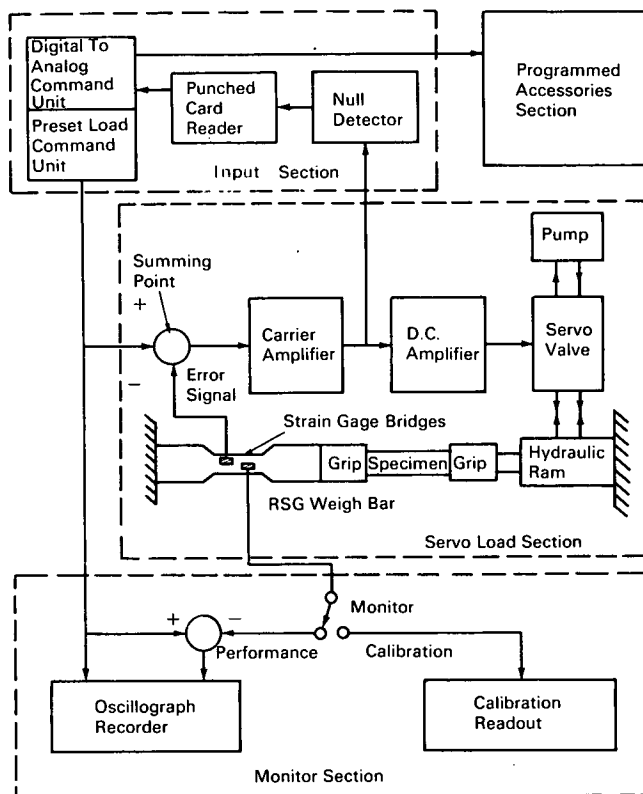 Digital To
Analog
Command
Unit
Preset Load
Command
Unit
Punched
Card
Reader
Null
Detector
Input Section
Programmed
Accessories
Section
Summing
Point
+
−
Error
Signal
Carrier
Amplifier
D.C.
Amplifier
Pump
Servo
Valve
Strain Gage Bridges
Grip
Specimen
Grip
Hydraulic
Ram
RSG Weigh Bar
Servo Load Section
Monitor
+
−
Performance
Calibration
Oscillograph
Recorder
Calibration
Readout
Monitor Section